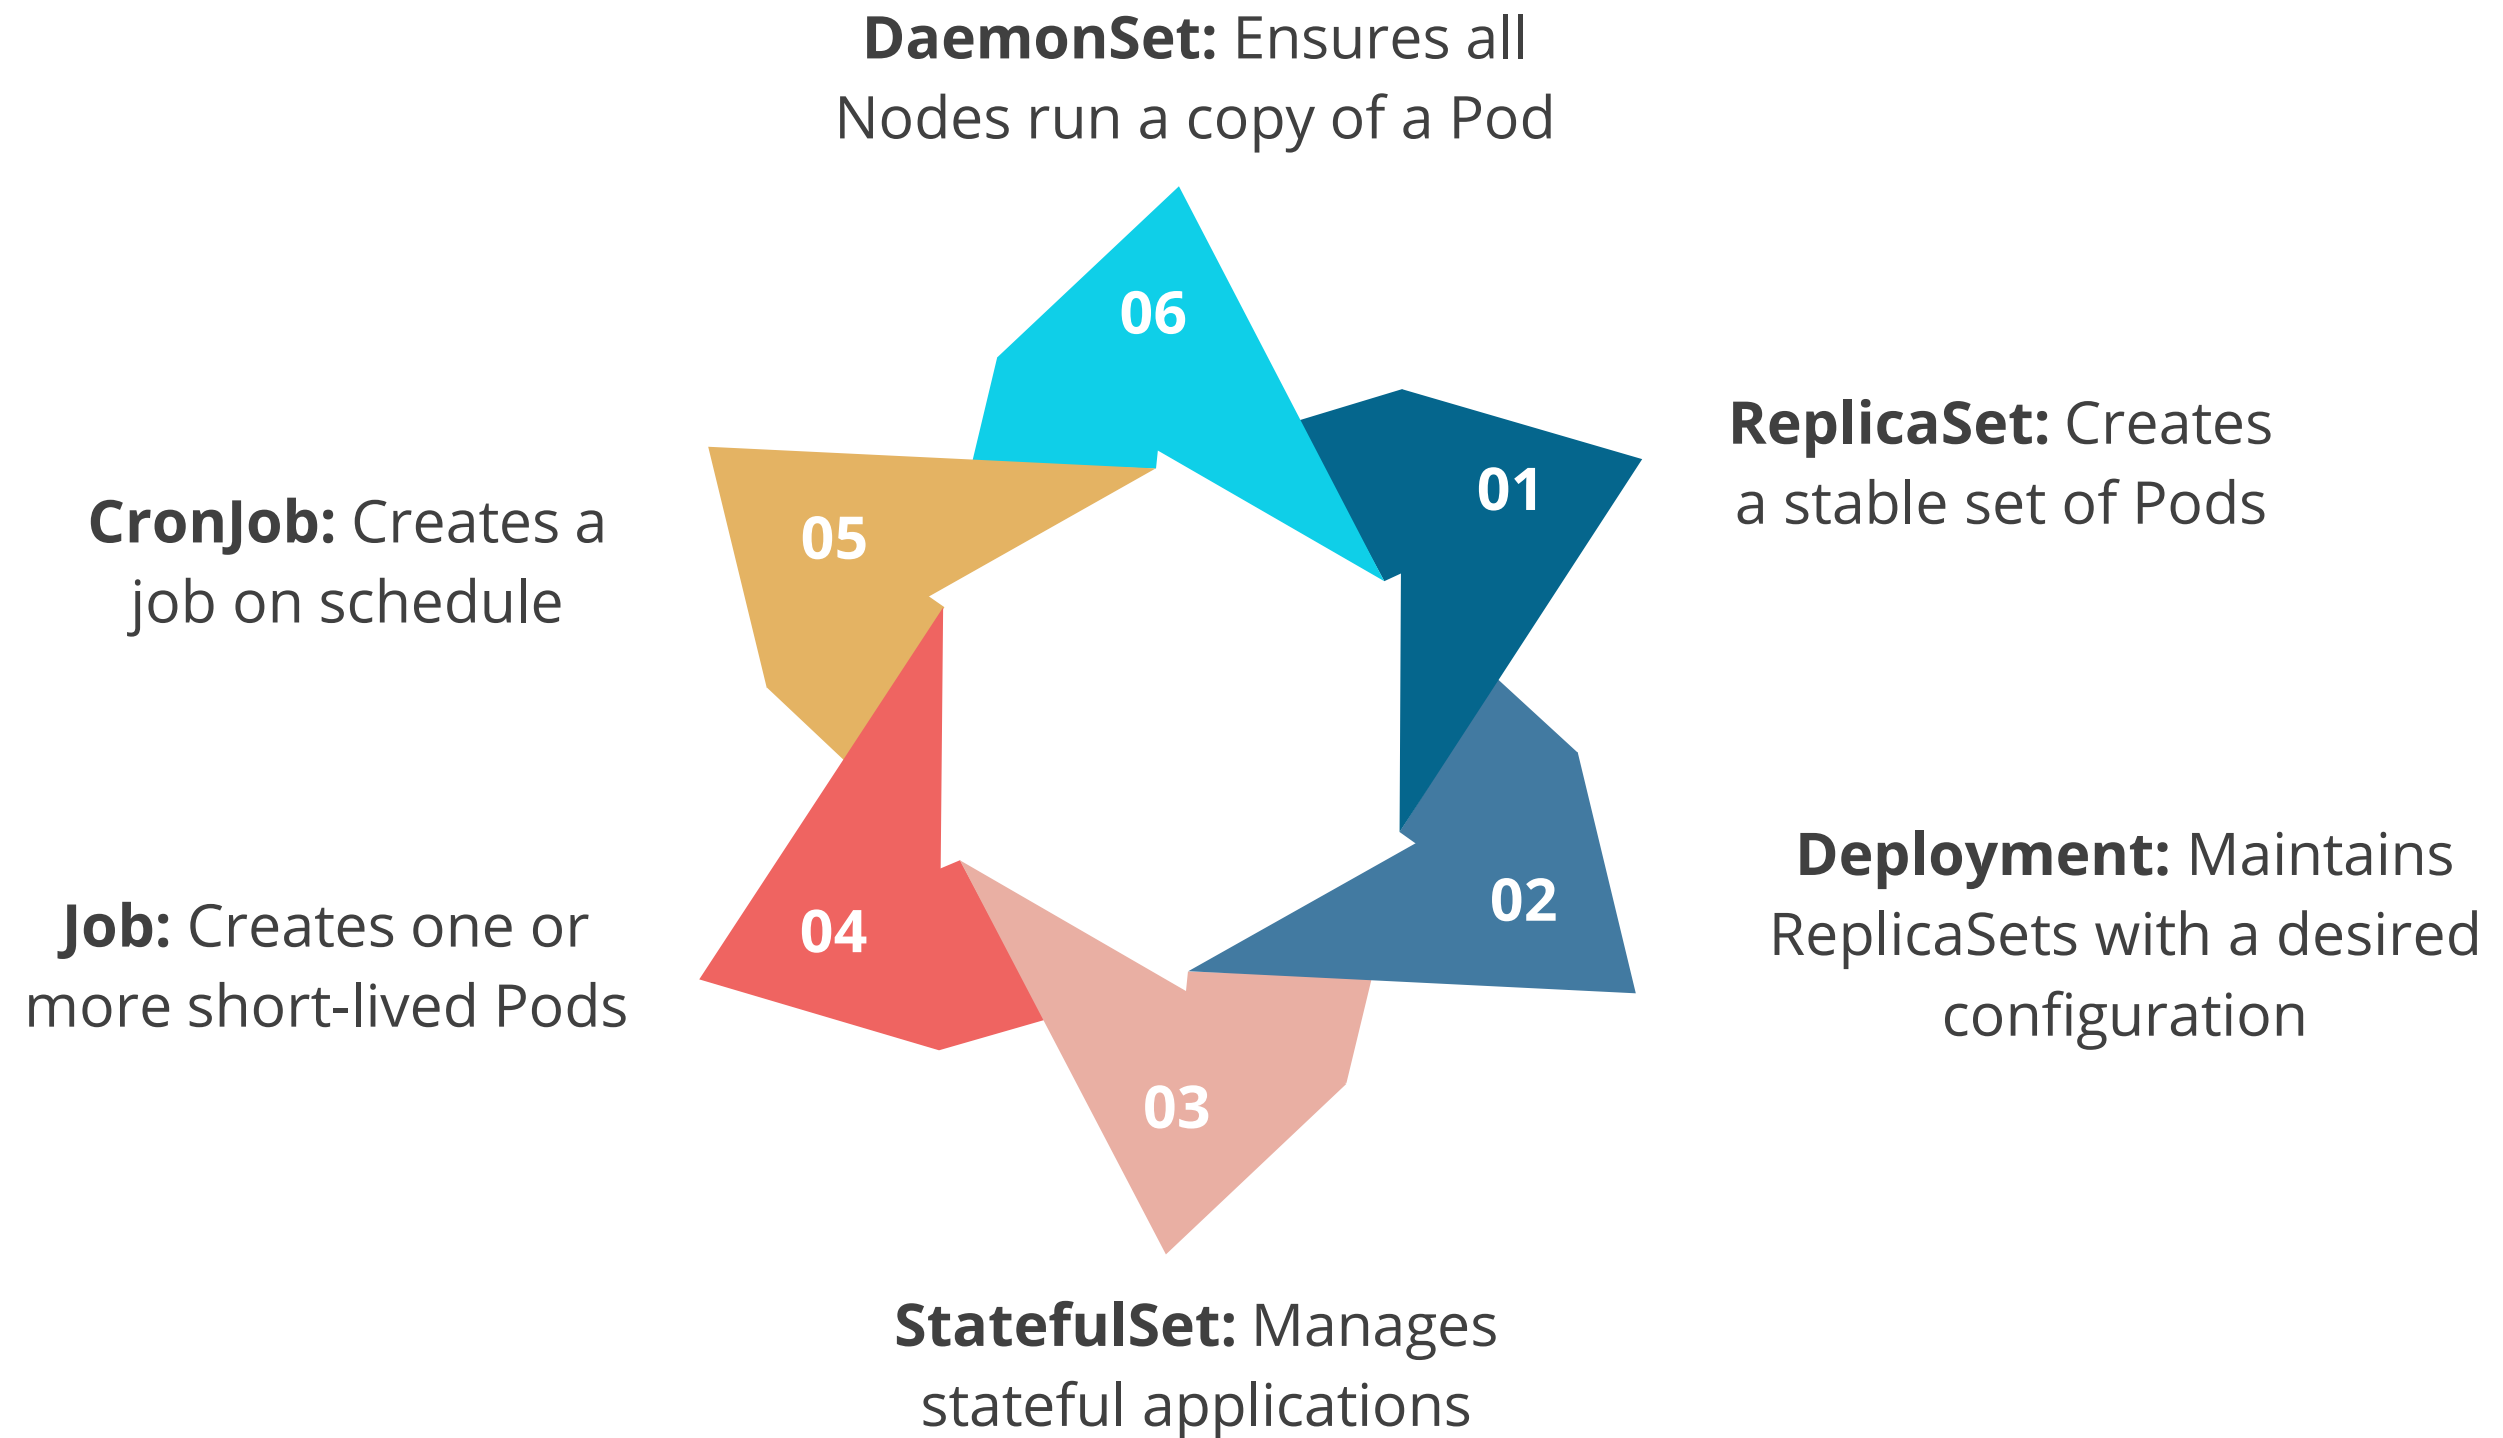 DaemonSet: Ensures all
Nodes run a copy of a Pod
06
01
ReplicaSet: Creates
a stable set of Pods
05
CronJob: Creates a
job on schedule
02
Deployment: Maintains
ReplicaSets with a desired
configuration
04
Job: Creates one or
more short-lived Pods
03
StatefulSet: Manages
stateful applications